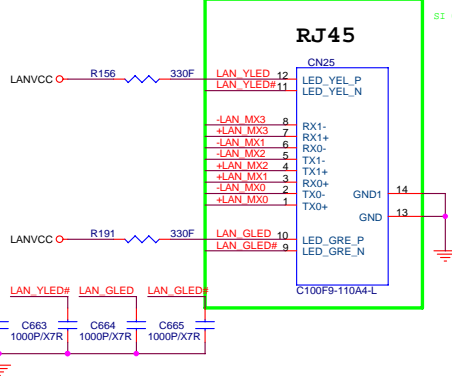 SI
RJ45
CN25
LANVCC R156 330F LAN_YLED 12 LED_YEL_P
LAN_YLED# 11 LED_YEL_N
-LAN_MX3 8 RX1-
+LAN_MX3 7 RX1+
-LAN_MX1 6 RX0-
-LAN_MX2 5 TX1-
+LAN_MX2 4 TX1+
+LAN_MX1 3 RX0+
-LAN_MX0 2 TX0- GND1 14
+LAN_MX0 1 TX0+
GND 13
LANVCC R191 330F LAN_GLED 10 LED_GRE_P
LAN_GLED# 9 LED_GRE_N
C100F9-110A4-L
LAN_YLED# LAN_GLED LAN_GLED#
C663 C664 C665
1000P/X7R 1000P/X7R 1000P/X7R